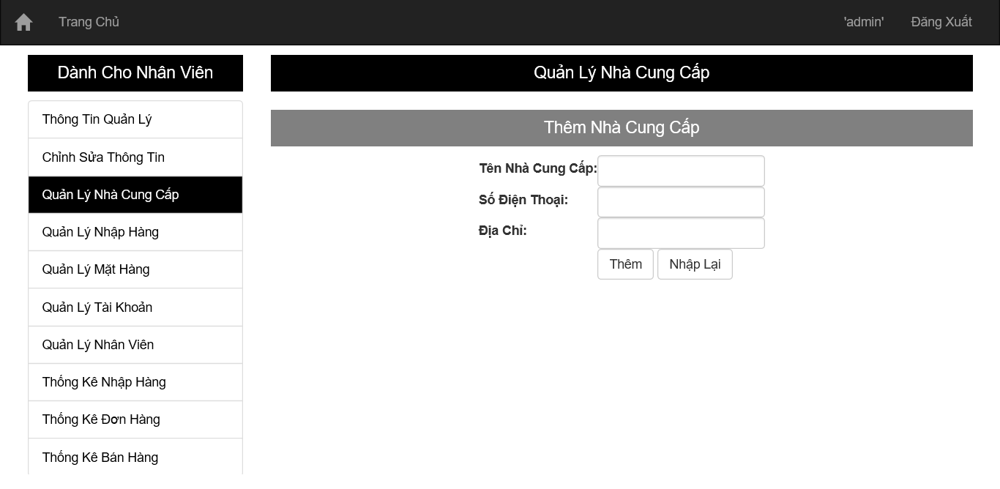 Trang Chủ
'admin'
Đăng Xuất
Dành Cho Nhân Viên
Thông Tin Quản Lý
Chỉnh Sửa Thông Tin
Quản Lý Nhà Cung Cấp
Quản Lý Nhập Hàng
Quản Lý Mặt Hàng
Quản Lý Tài Khoản
Quản Lý Nhân Viên
Thống Kê Nhập Hàng
Thống Kê Đơn Hàng
Thống Kê Bán Hàng
Quản Lý Nhà Cung Cấp
Thêm Nhà Cung Cấp
Tên Nhà Cung Cấp:
Số Điện Thoại:
Địa Chỉ:
Thêm
Nhập Lại